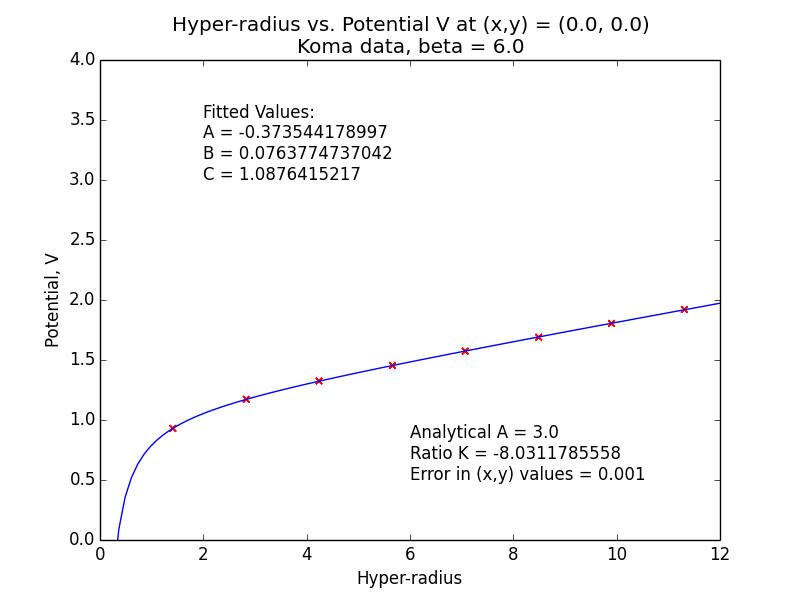 Hyper-radius vs. Potential V at (x,y) = (0.0, 0.0)
Koma data, beta = 6.0
4.0
3.5
3.0
2.5
2.0
1.5
1.0
0.5
0.0
Potential, V
Fitted Values:
A = -0.373544178997
B = 0.0763774737042
C = 1.0876415217
Analytical A = 3.0
Ratio K = -8.0311785558
Error in (x,y) values = 0.001
0 2 4 6 8 10 12
Hyper-radius